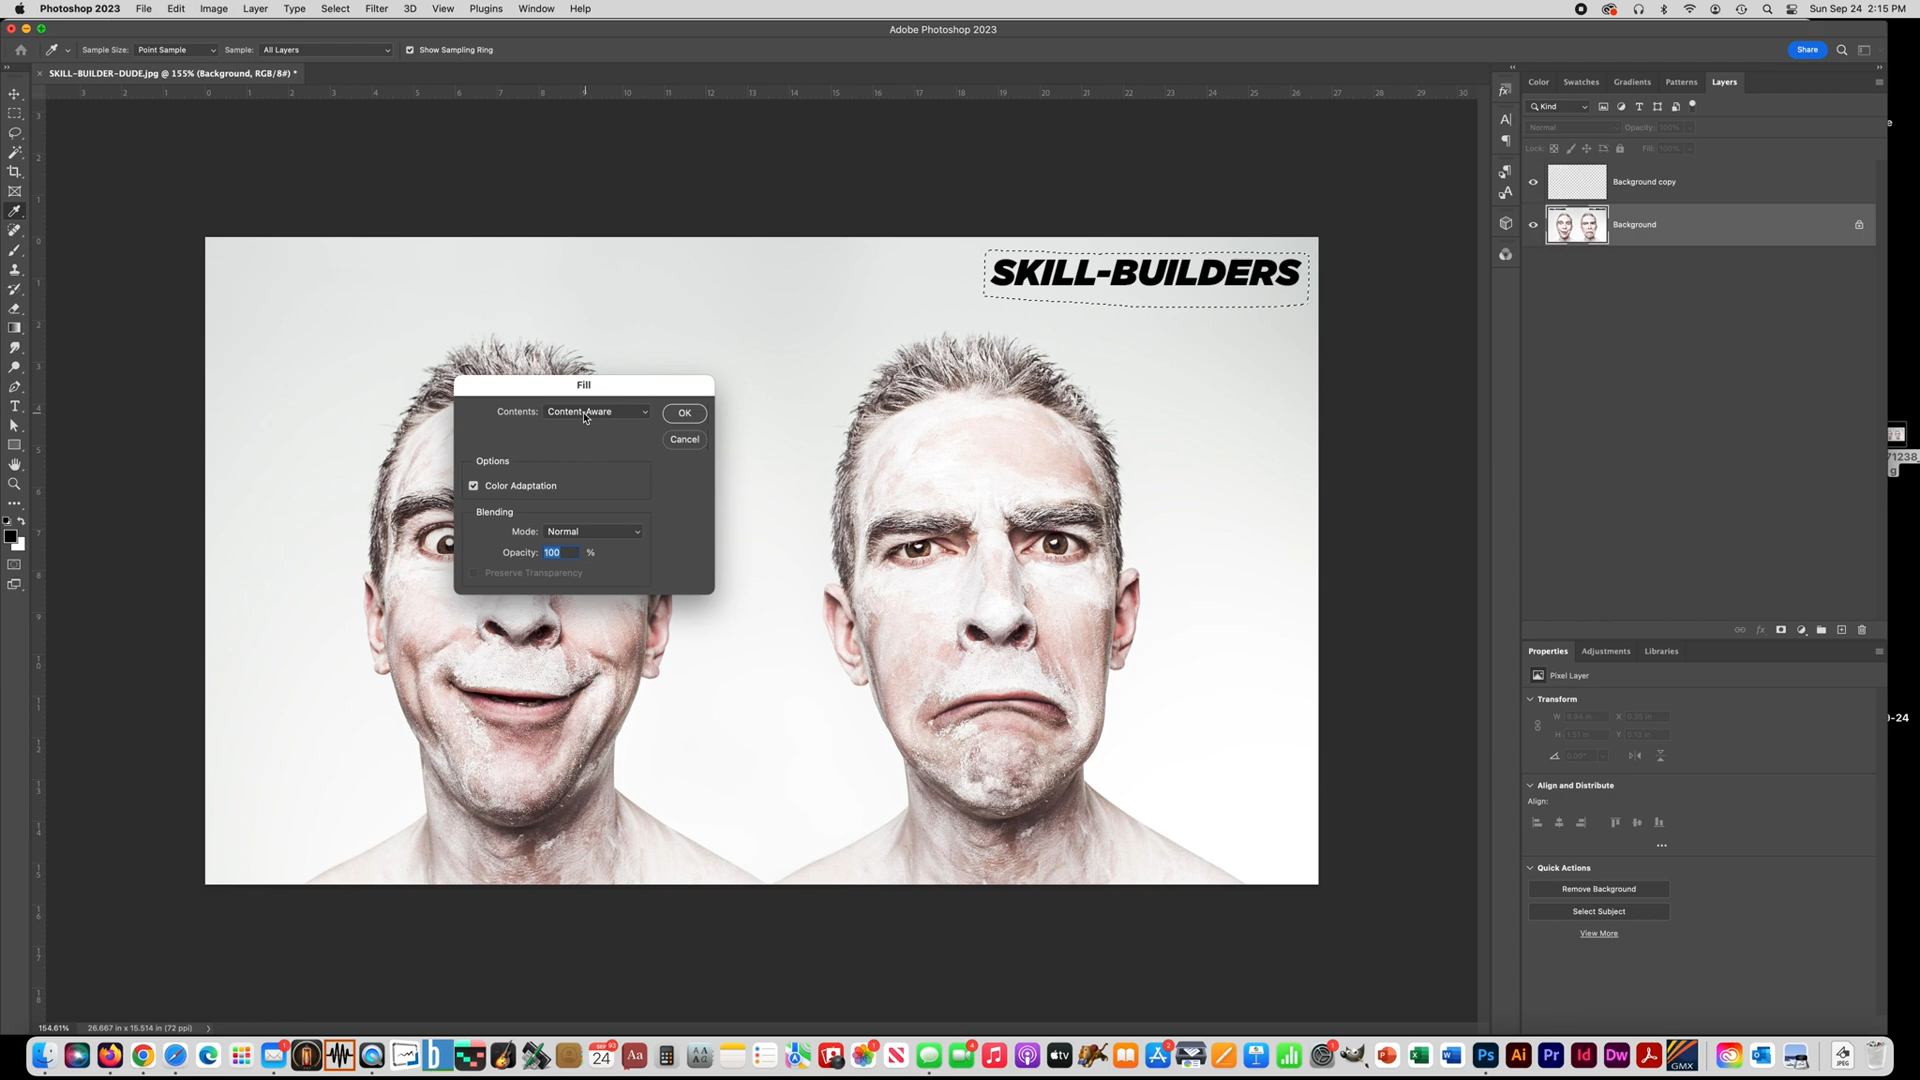 Photoshop 2023 File Edit Image Layer Type Select Filter 3D View Plugins Window Help Sun Sep 24 2:15 PM
Adobe Photoshop 2023
Sample Size: Point Sample Sample: All Layers Show Sampling Ring Share
SKILL-BUILDER-DUDE.jpg @ 155% (Background, RGB/8#) *
Color Swatches Gradients Patterns Layers
Kind
Normal Opacity: 100%
Lock: Fill: 100%
Background copy
Background
SKILL-BUILDERS
Fill
Contents: Content-Aware OK
Cancel
Options
Color Adaptation
Blending
Mode: Normal
Opacity: 100 %
Preserve Transparency
Properties Adjustments Libraries
Pixel Layer
Transform
Align and Distribute
Align:
Quick Actions
Remove Background
Select Subject
View More
154.61% 26.667 in x 15.514 in (72 ppi)